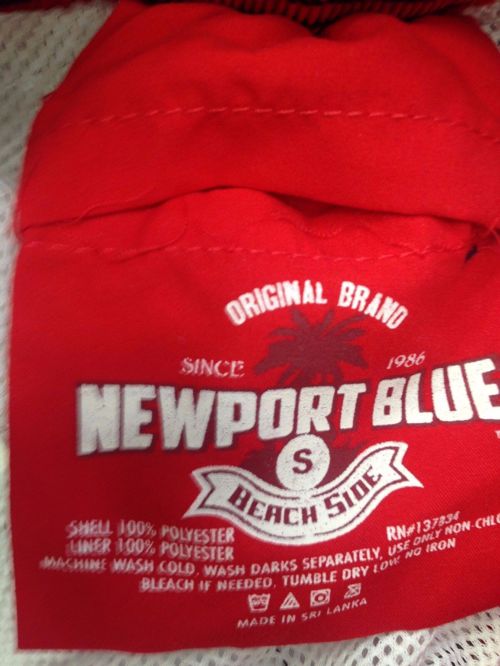 ORIGINAL BRAND
SINCE 1986
NEWPORT BLUE
S
BEACH SIDE
SHELL 100% POLYESTER RN#137834
LINER 100% POLYESTER
MACHINE WASH COLD, WASH DARKS SEPARATELY, USE ONLY NON-CHLO
BLEACH IF NEEDED. TUMBLE DRY LOW. NO IRON
MADE IN SRI LANKA